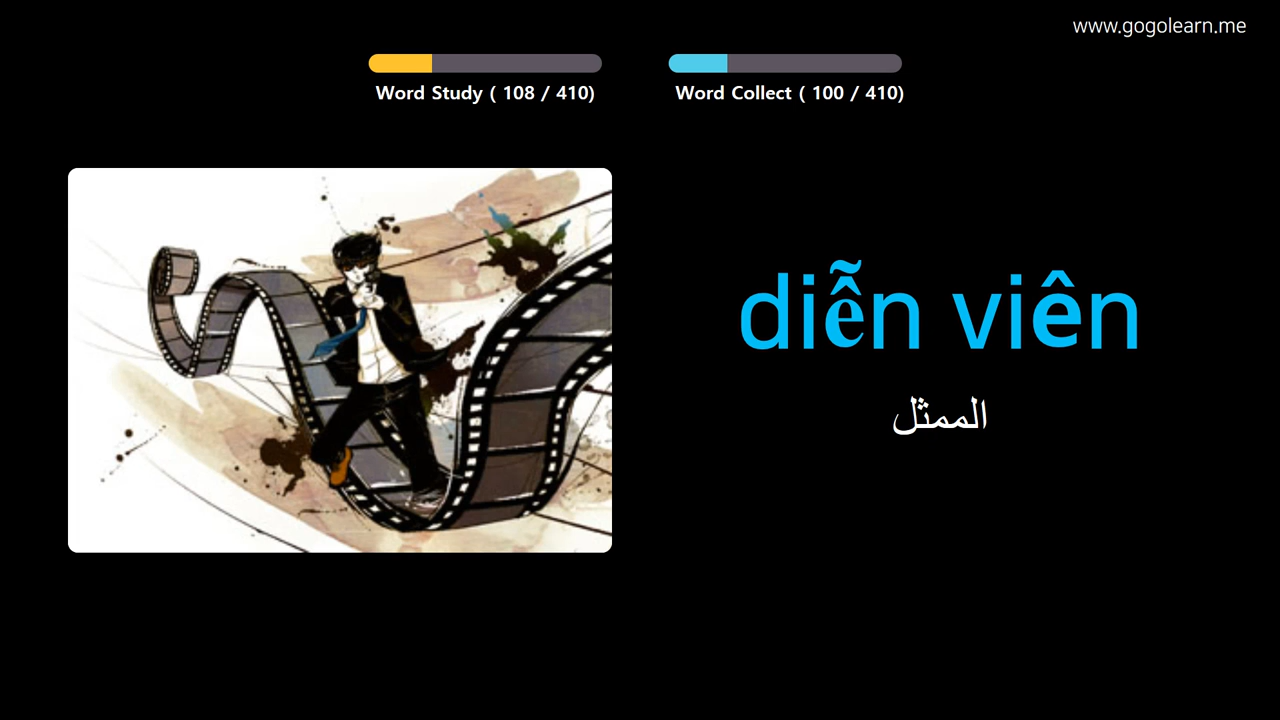 www.gogolearn.me
Word Study ( 108 / 410)
Word Collect ( 100 / 410)
diễn viên
الممثل